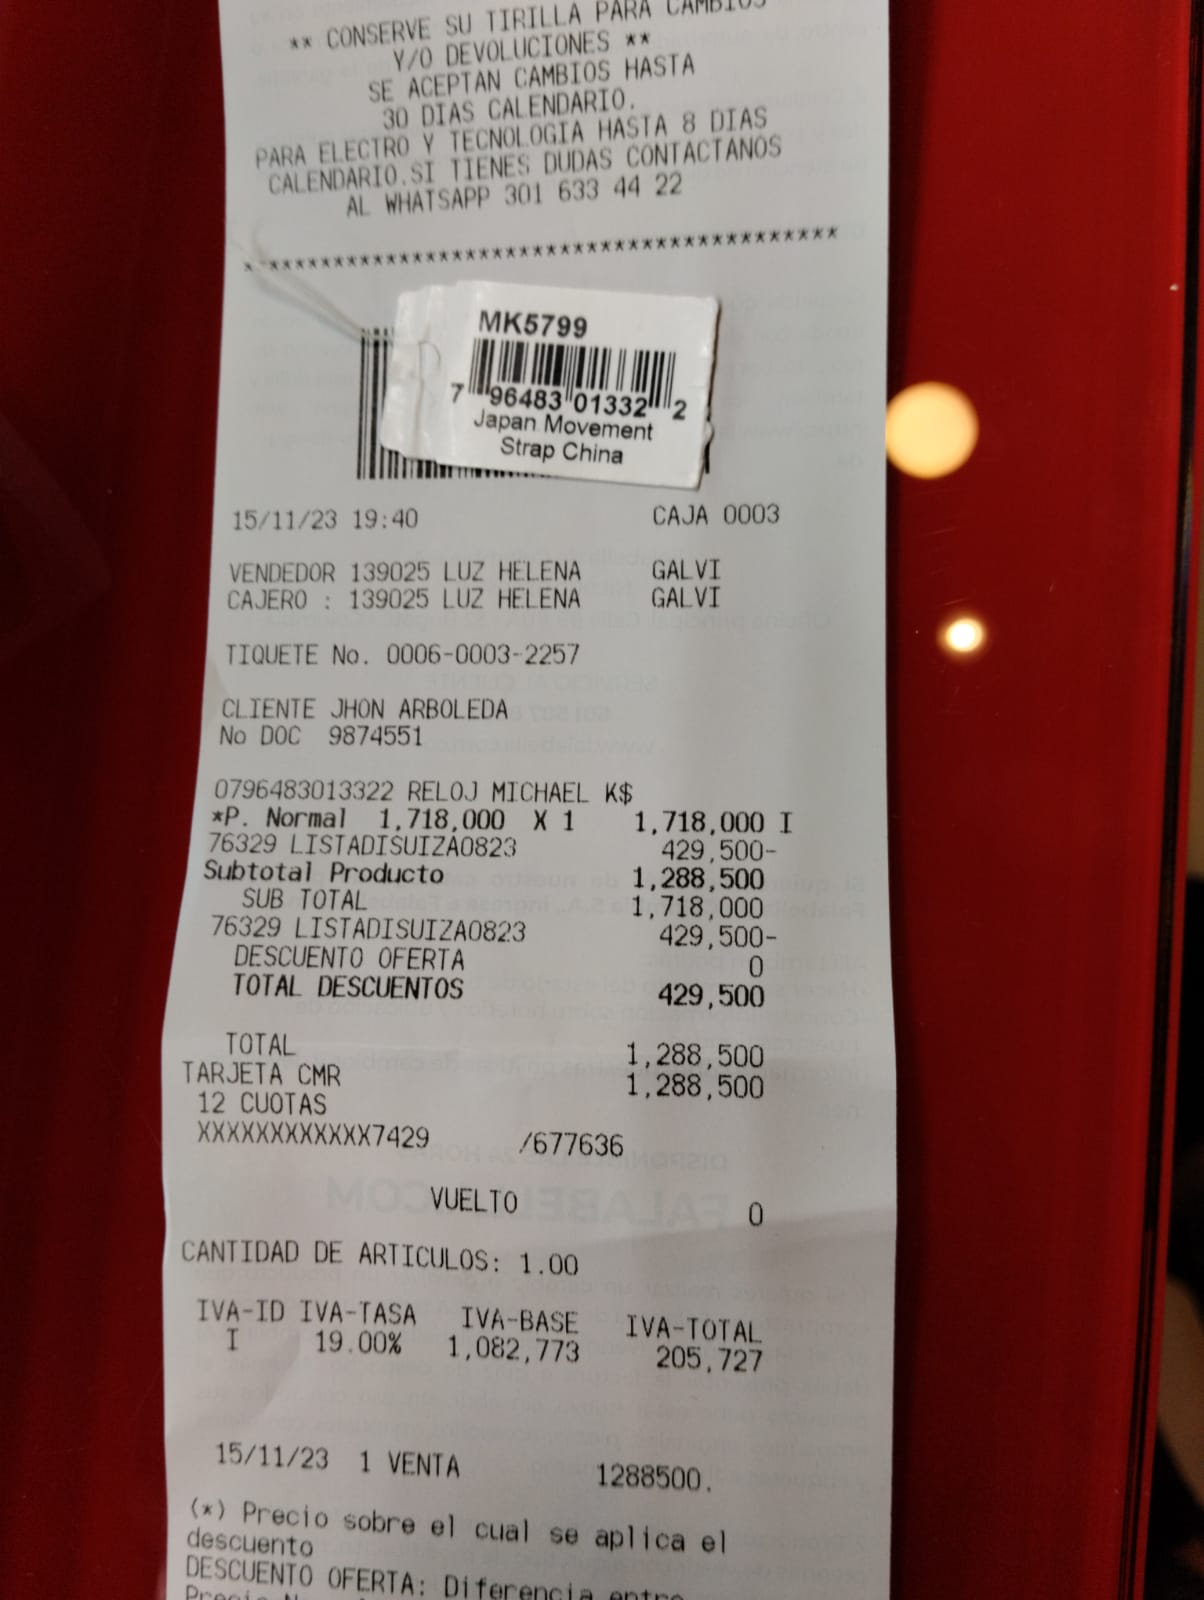 ** CONSERVE SU TIRILLA PARA CAMBIOS
Y/O DEVOLUCIONES **
SE ACEPTAN CAMBIOS HASTA
30 DIAS CALENDARIO.
PARA ELECTRO Y TECNOLOGIA HASTA 8 DIAS
CALENDARIO.SI TIENES DUDAS CONTACTANOS
AL WHATSAPP 301 633 44 22
*******************************************
MK5799
7 96483 01332 2
Japan Movement
Strap China
15/11/23 19:40 CAJA 0003
VENDEDOR 139025 LUZ HELENA GALVI
CAJERO : 139025 LUZ HELENA GALVI
TIQUETE No. 0006-0003-2257
CLIENTE JHON ARBOLEDA
No DOC 9874551
0796483013322 RELOJ MICHAEL K$
*P. Normal 1,718,000 X 1 1,718,000 I
76329 LISTADISUIZA0823 429,500-
Subtotal Producto 1,288,500
SUB TOTAL 1,718,000
76329 LISTADISUIZA0823 429,500-
DESCUENTO OFERTA 0
TOTAL DESCUENTOS 429,500
TOTAL 1,288,500
TARJETA CMR 1,288,500
12 CUOTAS
XXXXXXXXXXXX7429 /677636
VUELTO 0
CANTIDAD DE ARTICULOS: 1.00
IVA-ID IVA-TASA IVA-BASE IVA-TOTAL
I 19.00% 1,082,773 205,727
15/11/23 1 VENTA 1288500.
(*) Precio sobre el cual se aplica el
descuento
DESCUENTO OFERTA: Diferencia entre